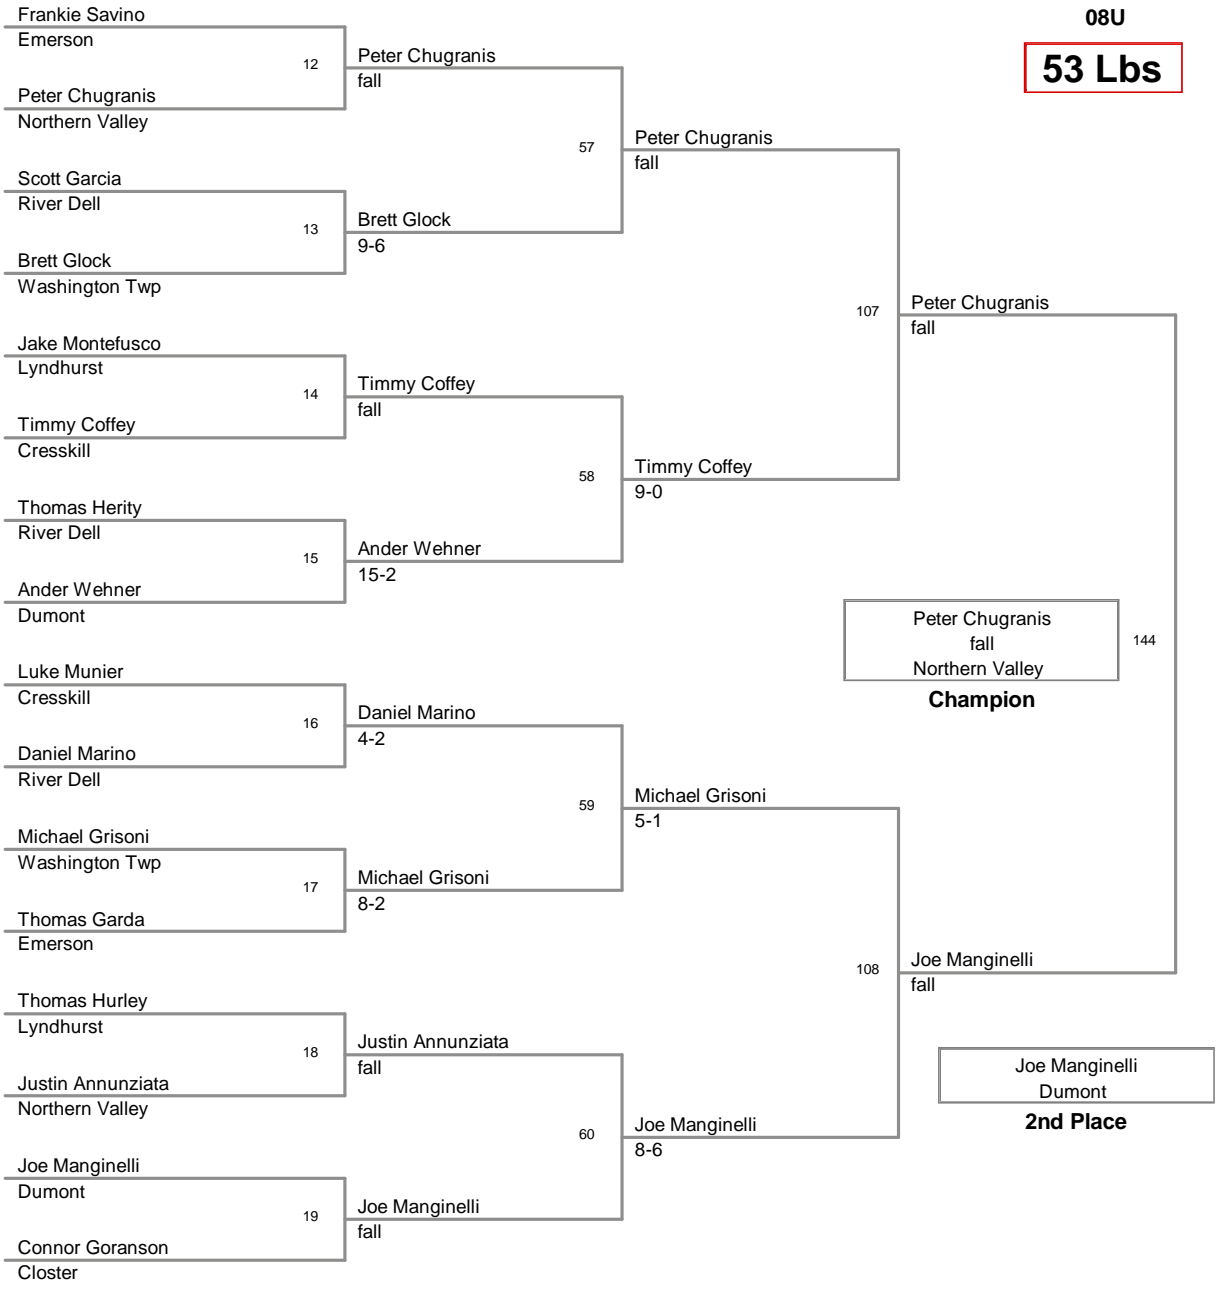 08U
53 Lbs
Frankie Savino
Emerson
12
Peter Chugranis
Northern Valley
Peter Chugranis
fall
Scott Garcia
River Dell
13
Brett Glock
Washington Twp
Brett Glock
9-6
57
Peter Chugranis
fall
Jake Montefusco
Lyndhurst
14
Timmy Coffey
Cresskill
Timmy Coffey
fall
Thomas Herity
River Dell
15
Ander Wehner
Dumont
Ander Wehner
15-2
58
Timmy Coffey
9-0
107
Peter Chugranis
fall
Luke Munier
Cresskill
16
Daniel Marino
River Dell
Daniel Marino
4-2
Michael Grisoni
Washington Twp
17
Thomas Garda
Emerson
Michael Grisoni
8-2
59
Michael Grisoni
5-1
Thomas Hurley
Lyndhurst
18
Justin Annunziata
Northern Valley
Justin Annunziata
fall
Joe Manginelli
Dumont
19
Connor Goranson
Closter
Joe Manginelli
fall
60
Joe Manginelli
8-6
108
Joe Manginelli
fall
144
Peter Chugranis
fall
Northern Valley
Champion
Joe Manginelli
Dumont
2nd Place